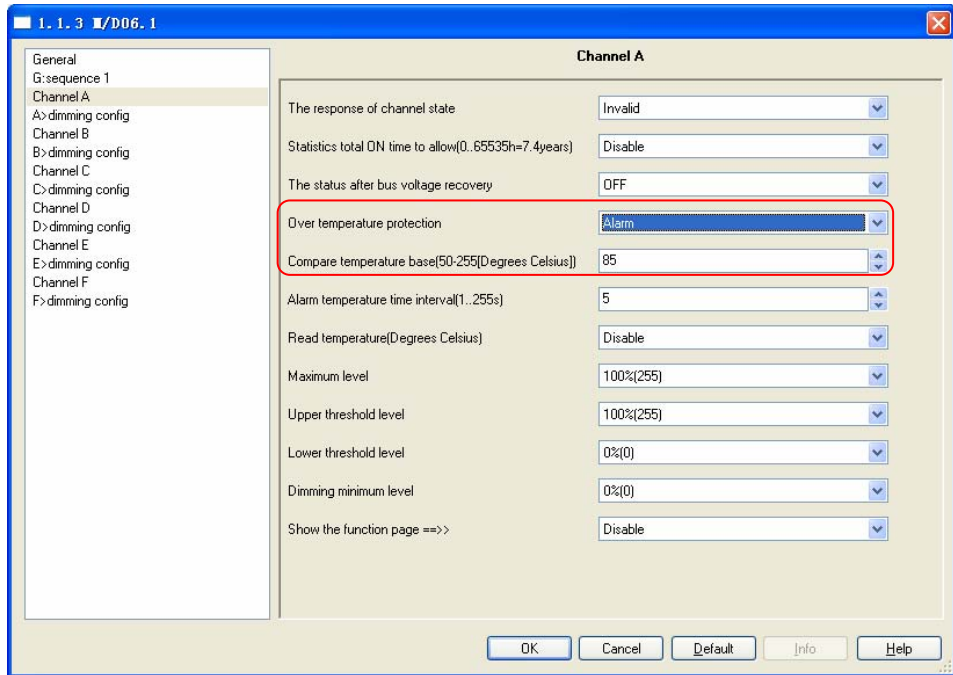 1.1.3 M/D06.1
General
G:sequence 1
Channel A
A>dimming config
Channel B
B>dimming config
Channel C
C>dimming config
Channel D
D>dimming config
Channel E
E>dimming config
Channel F
F>dimming config
Channel A
The response of channel state Invalid
Statistics total ON time to allow(0..65535h=7.4years) Disable
The status after bus voltage recovery OFF
Over temperature protection Alarm
Compare temperature base(50-255[Degrees Celsius]) 85
Alarm temperature time interval(1..255s) 5
Read temperature(Degrees Celsius) Disable
Maximum level 100%(255)
Upper threshold level 100%(255)
Lower threshold level 0%(0)
Dimming minimum level 0%(0)
Show the function page ==>> Disable
OK Cancel Default Info Help